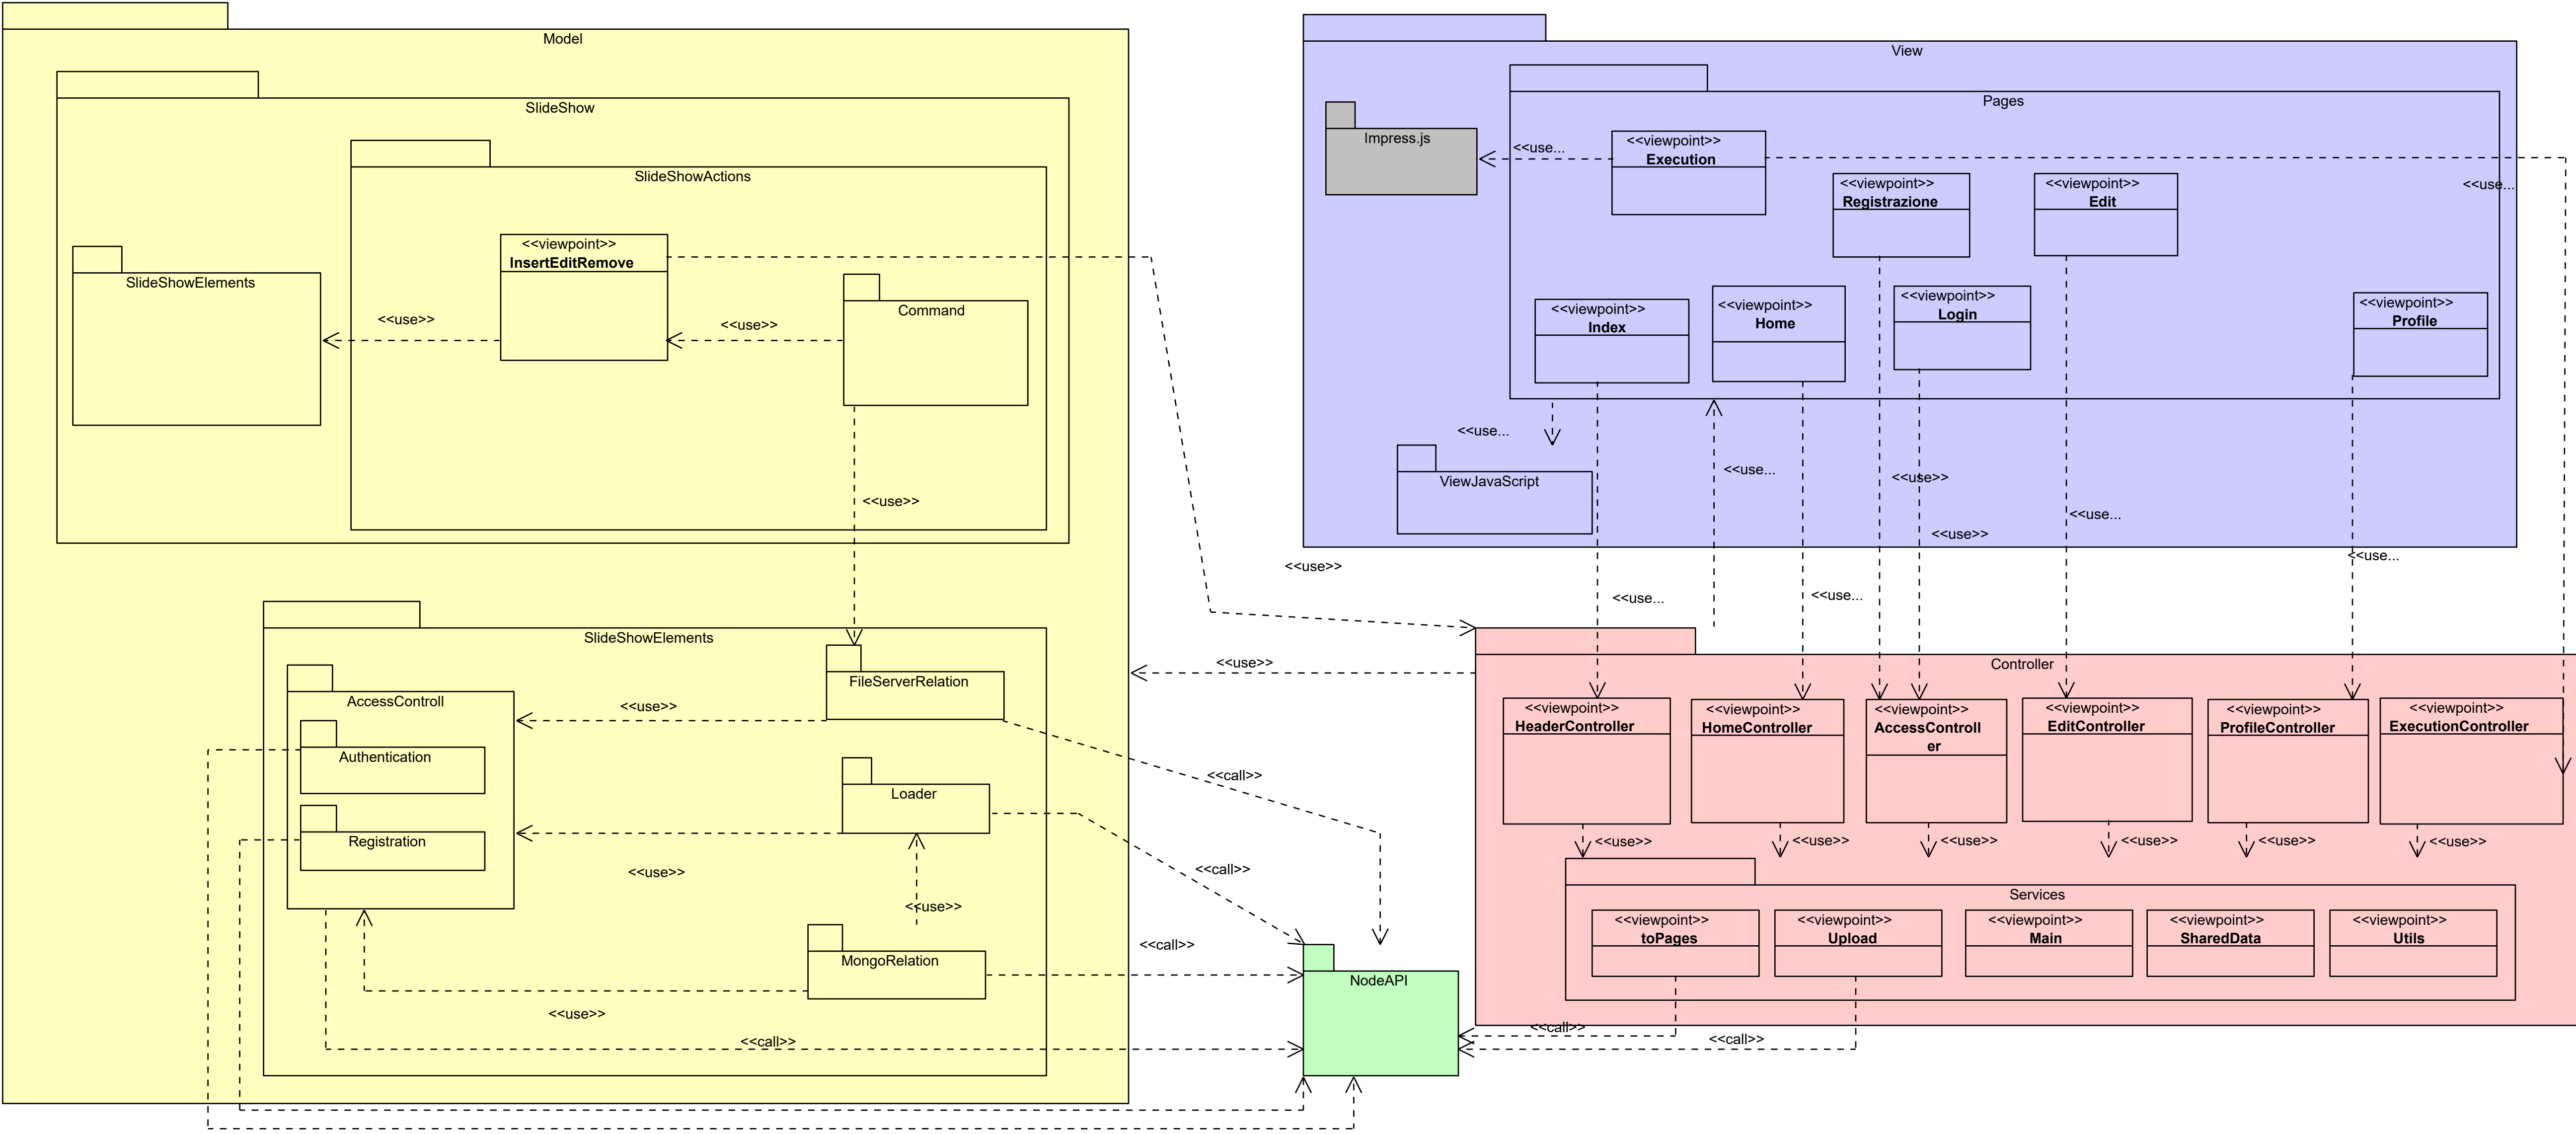 Model
SlideShow
SlideShowActions
<<viewpoint>>
InsertEditRemove
SlideShowElements
Command
<<use>>
<<use>>
<<use>>
SlideShowElements
FileServerRelation
AccessControll
<<use>>
Authentication
Loader
Registration
<<use>>
<<use>>
MongoRelation
<<use>>
<<call>>
View
Pages
Impress.js
<<use...
<<viewpoint>>
Execution
<<viewpoint>>
Registrazione
<<viewpoint>>
Edit
<<use...
<<viewpoint>>
Index
<<viewpoint>>
Home
<<viewpoint>>
Login
<<viewpoint>>
Profile
<<use...
<<use...
ViewJavaScript
<<use>>
<<use...
<<use>>
<<use...
<<use>>
<<use...
<<use...
<<use>>
<<call>>
<<call>>
<<call>>
NodeAPI
Controller
<<viewpoint>>
HeaderController
<<viewpoint>>
HomeController
<<viewpoint>>
AccessControll
er
<<viewpoint>>
EditController
<<viewpoint>>
ProfileController
<<viewpoint>>
ExecutionController
<<use>>
<<use>>
<<use>>
<<use>>
<<use>>
<<use>>
Services
<<viewpoint>>
toPages
<<viewpoint>>
Upload
<<viewpoint>>
Main
<<viewpoint>>
SharedData
<<viewpoint>>
Utils
<<call>>
<<call>>